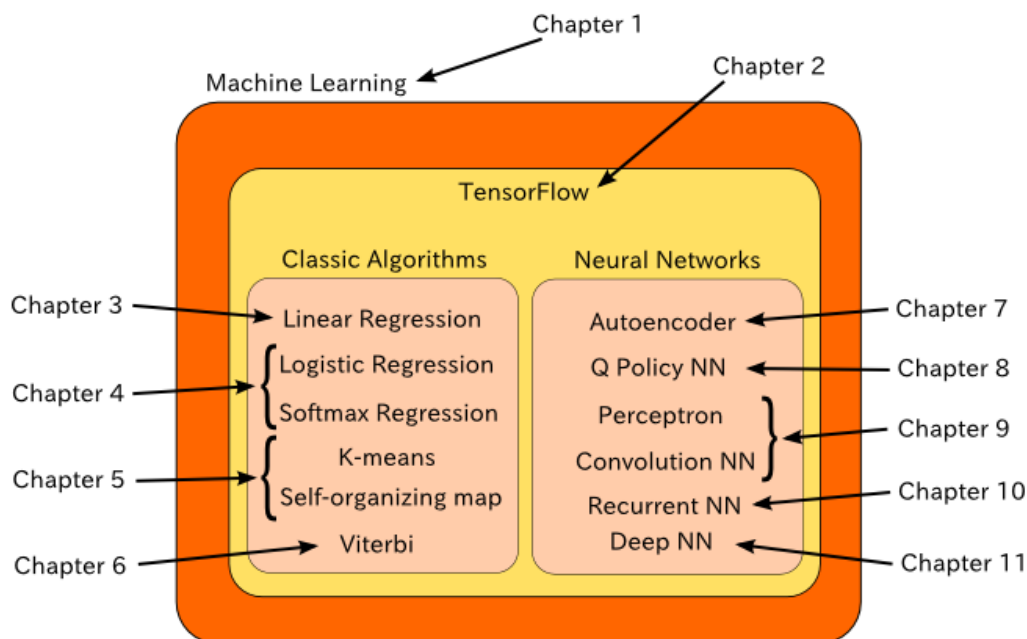 Chapter 1
Chapter 2
Machine Learning
TensorFlow
Classic Algorithms
Neural Networks
Chapter 3
Linear Regression
Logistic Regression
Chapter 4
Softmax Regression
K-means
Chapter 5
Self-organizing map
Viterbi
Chapter 6
Autoencoder
Chapter 7
Q Policy NN
Chapter 8
Perceptron
Chapter 9
Convolution NN
Recurrent NN
Chapter 10
Deep NN
Chapter 11